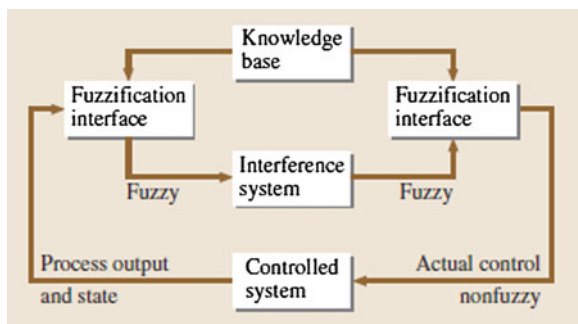 Knowledge
base
Fuzzification
interface
Fuzzification
interface
Interference
system
Fuzzy
Fuzzy
Process output
and state
Controlled
system
Actual control
nonfuzzy